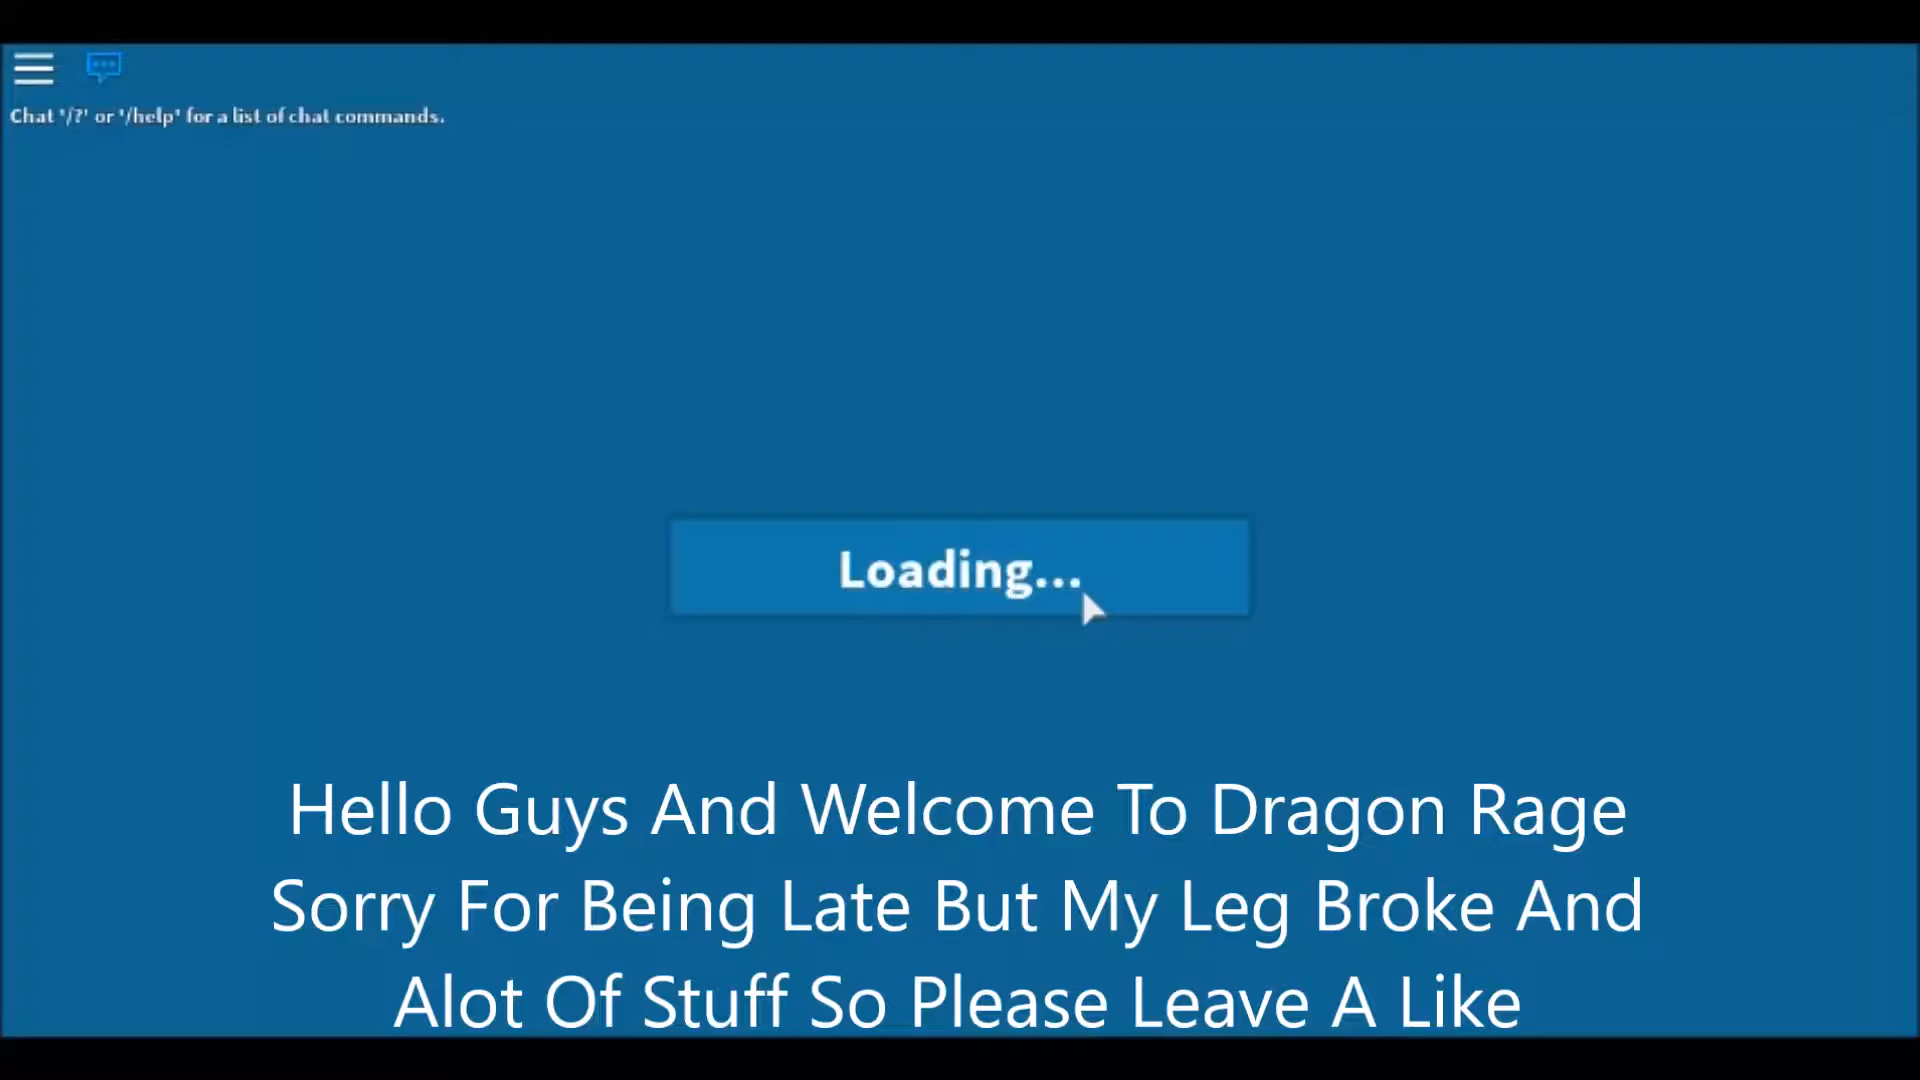 Chat '/?' or '/help' for a list of chat commands.
Loading...
Hello Guys And Welcome To Dragon Rage
Sorry For Being Late But My Leg Broke And
Alot Of Stuff So Please Leave A Like